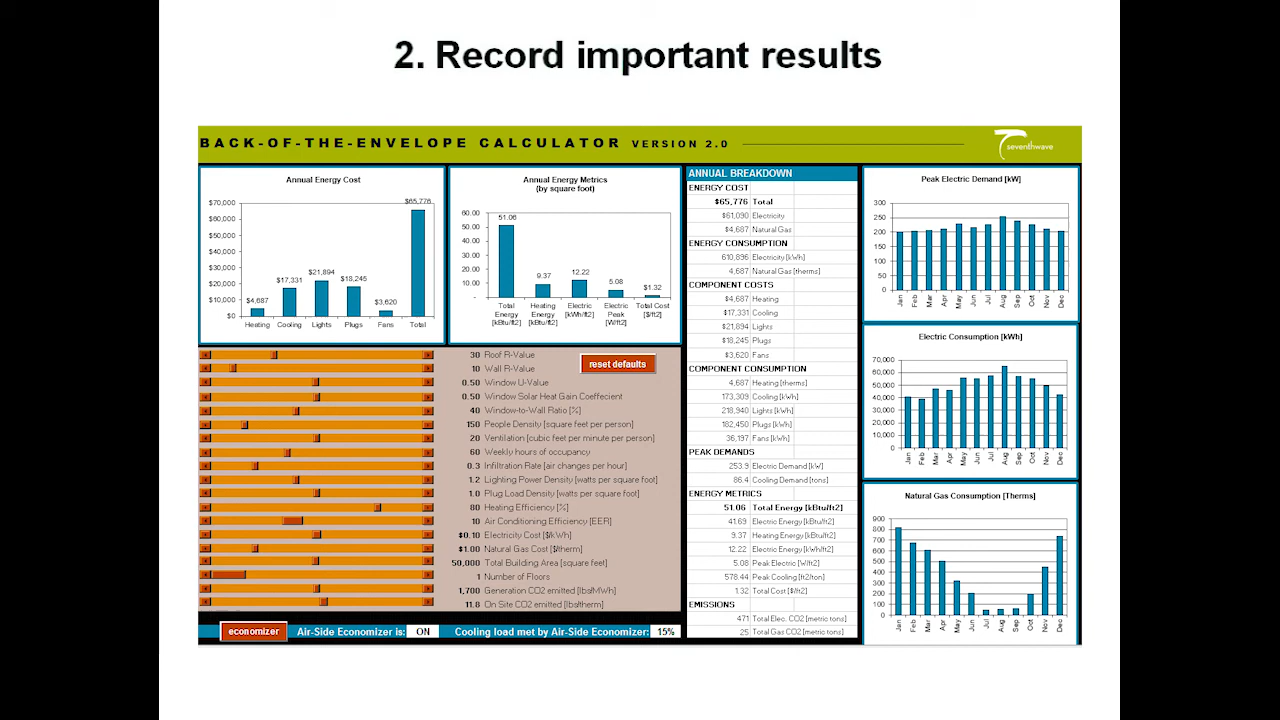 2. Record important results
BACK-OF-THE-ENVELOPE CALCULATOR VERSION 2.0
seventhwave
Annual Energy Cost
$70,000
$60,000
$50,000
$40,000
$30,000
$20,000
$10,000
$0
$4,687
$17,331
$21,894
$18,245
$3,620
$65,776
Heating Cooling Lights Plugs Fans Total
Annual Energy Metrics
(by square foot)
60.00
50.00
40.00
30.00
20.00
10.00
-
51.06
9.37
12.22
5.08
$1.32
Total Energy [kBtu/ft2]
Heating Energy [kBtu/ft2]
Electric [kWh/ft2]
Electric Peak [W/ft2]
Total Cost [$/ft2]
30 Roof R-Value
reset defaults
10 Wall R-Value
0.50 Window U-Value
0.50 Window Solar Heat Gain Coeffecient
40 Window-to-Wall Ratio [%]
150 People Density [square feet per person]
20 Ventilation [cubic feet per minute per person]
60 Weekly hours of occupancy
0.3 Infiltration Rate [air changes per hour]
1.2 Lighting Power Density [watts per square foot]
1.0 Plug Load Density [watts per square foot]
80 Heating Efficiency [%]
10 Air Conditioning Efficiency [EER]
$0.10 Electricity Cost [$/kWh]
$1.00 Natural Gas Cost [$/therm]
50,000 Total Building Area [square feet]
1 Number of Floors
1,700 Generation CO2 emitted [lbs/MWh]
11.8 On Site CO2 emitted [lbs/therm]
economizer Air-Side Economizer is: ON Cooling load met by Air-Side Economizer: 15%
ANNUAL BREAKDOWN
ENERGY COST
$65,776 Total
$61,090 Electricity
$4,687 Natural Gas
ENERGY CONSUMPTION
610,896 Electricity [kWh]
4,687 Natural Gas [therms]
COMPONENT COSTS
$4,687 Heating
$17,331 Cooling
$21,894 Lights
$18,245 Plugs
$3,620 Fans
COMPONENT CONSUMPTION
4,687 Heating [therms]
173,309 Cooling [kWh]
218,940 Lights [kWh]
182,450 Plugs [kWh]
36,197 Fans [kWh]
PEAK DEMANDS
253.9 Electric Demand [kW]
86.4 Cooling Demand [tons]
ENERGY METRICS
51.06 Total Energy [kBtu/ft2]
41.69 Electric Energy [kBtu/ft2]
9.37 Heating Energy [kBtu/ft2]
12.22 Electric Energy [kWh/ft2]
5.08 Peak Electric [W/ft2]
578.44 Peak Cooling [ft2/ton]
1.32 Total Cost [$/ft2]
EMISSIONS
471 Total Elec. CO2 [metric tons]
25 Total Gas CO2 [metric tons]
Peak Electric Demand [kW]
300
250
200
150
100
50
0
Jan Feb Mar Apr May Jun Jul Aug Sep Oct Nov Dec
Electric Consumption [kWh]
70,000
60,000
50,000
40,000
30,000
20,000
10,000
0
Jan Feb Mar Apr May Jun Jul Aug Sep Oct Nov Dec
Natural Gas Consumption [Therms]
900
800
700
600
500
400
300
200
100
0
Jan Feb Mar Apr May Jun Jul Aug Sep Oct Nov Dec